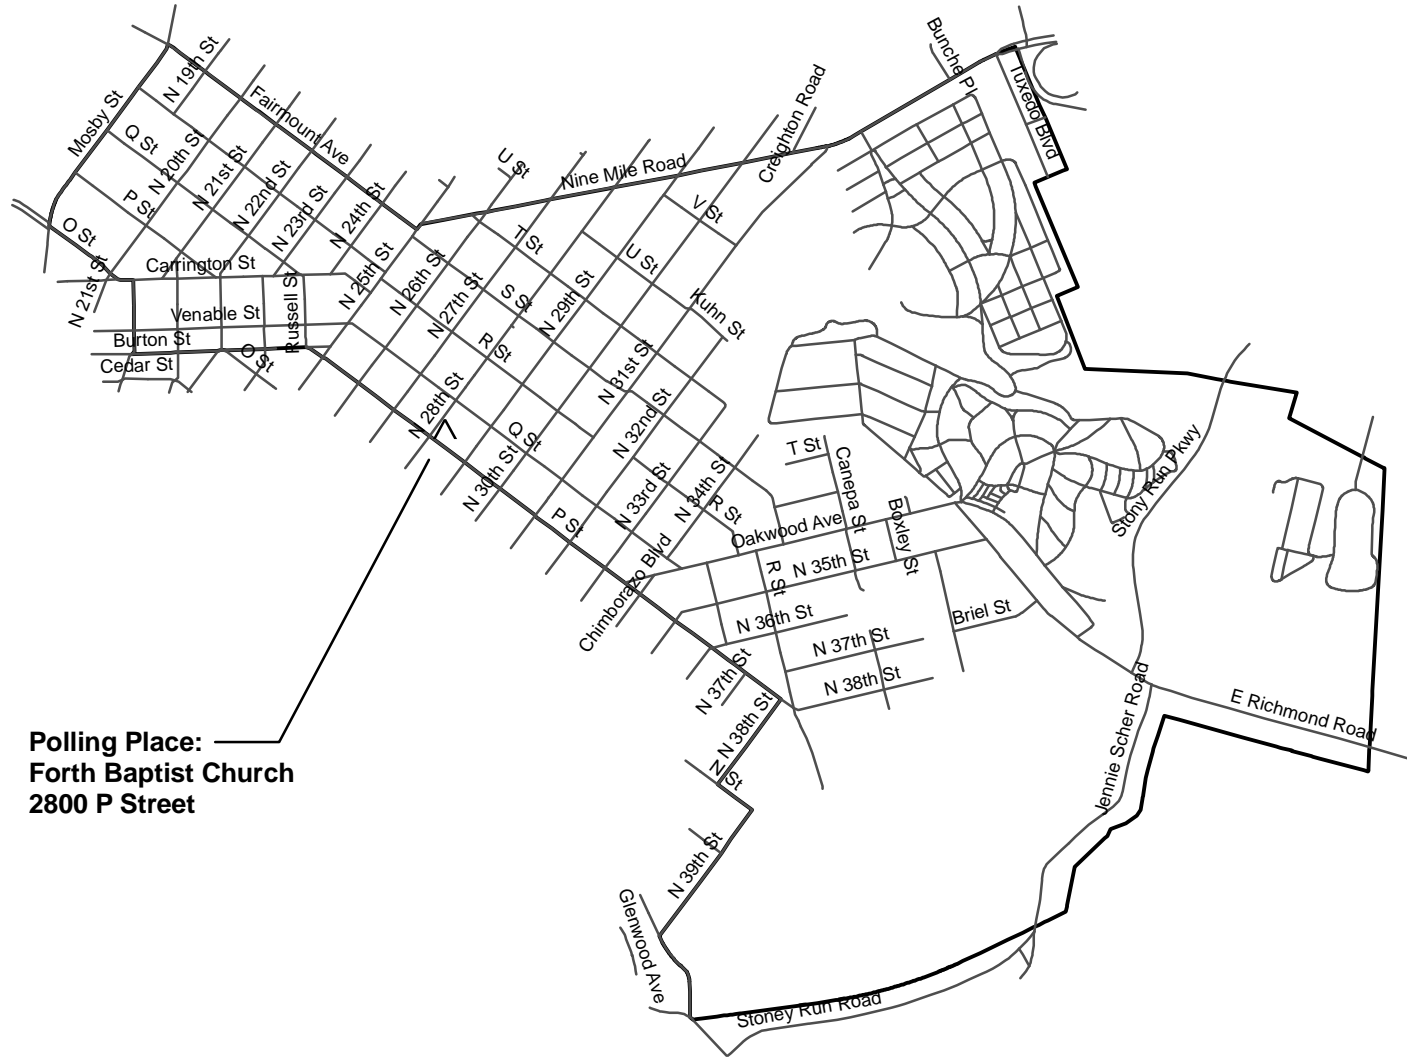 Bunche Pl
N 19th St
Tuxedo Blvd
Mosby St
Fairmount Ave
Creighton Road
Q St
N 20th St
U St
Nine Mile Road
N 21st St
P St
N 22nd St
N 23rd St
N 24th St
V St
O St
T St
U St
Carrington St
N 21st St
N 25th St
N 26th St
N 27th St
S St
N 29th St
Kuhn St
Venable St
Russell St
Burton St
R St
Cedar St
O St
N 31st St
N 28th St
N 32nd St
7
Q St
T St
Canepa St
Stony Run Pkwy
N 30th St
N 33rd St
N 34th St
R St
P St
Oakwood Ave
Boxley St
Chimborazo Blvd
R St
N 35th St
N 36th St
Briel St
N 37th St
N 38th St
N 37th St
N 38th St
Jennie Scher Road
E Richmond Road
N St
Polling Place:
Forth Baptist Church
2800 P Street
N 39th St
Glenwood Ave
Stoney Run Road